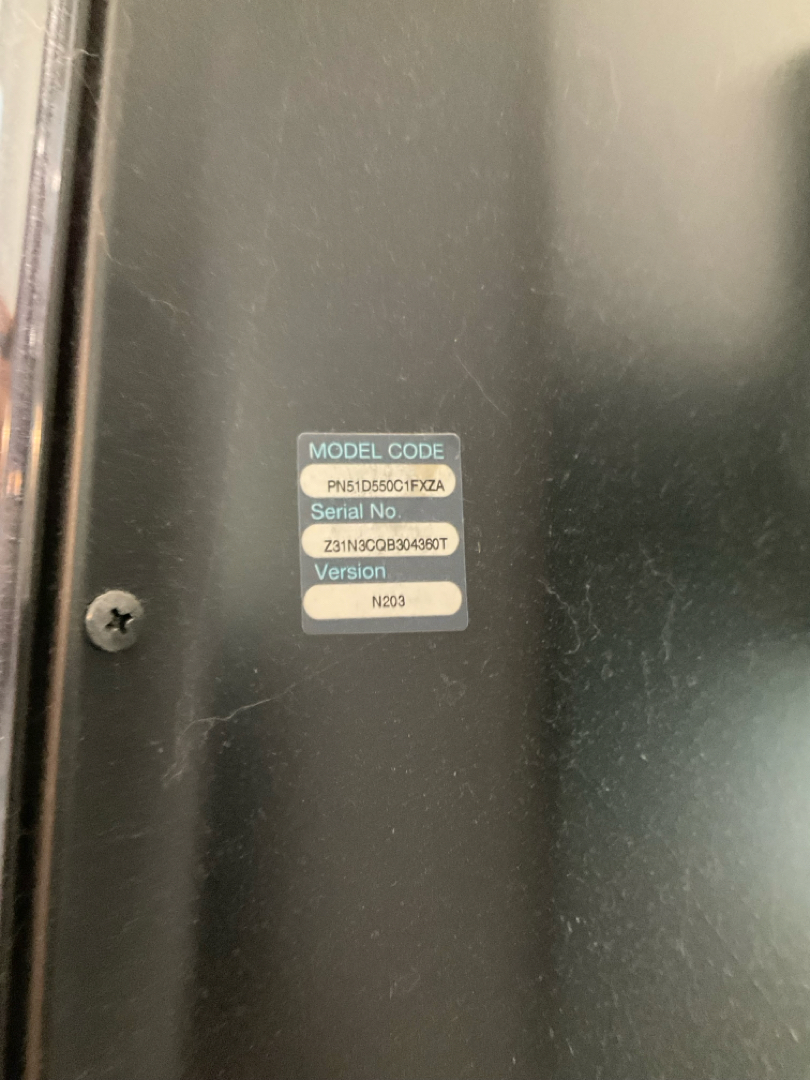 MODEL CODE
PN51D550C1FXZA
Serial No.
Z31N3CQB304360T
Version
N203